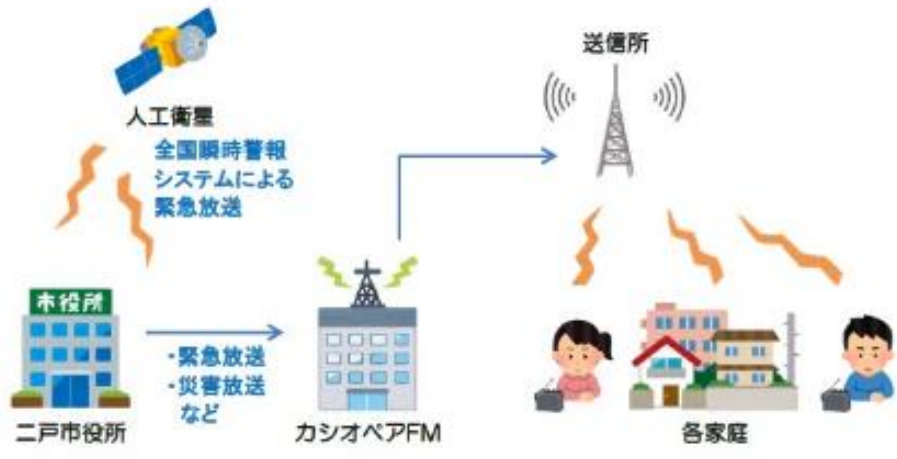 人工衛星
全国瞬時警報
システムによる
緊急放送
送信所
市役所
・緊急放送
・災害放送
など
二戸市役所
カシオペアFM
各家庭